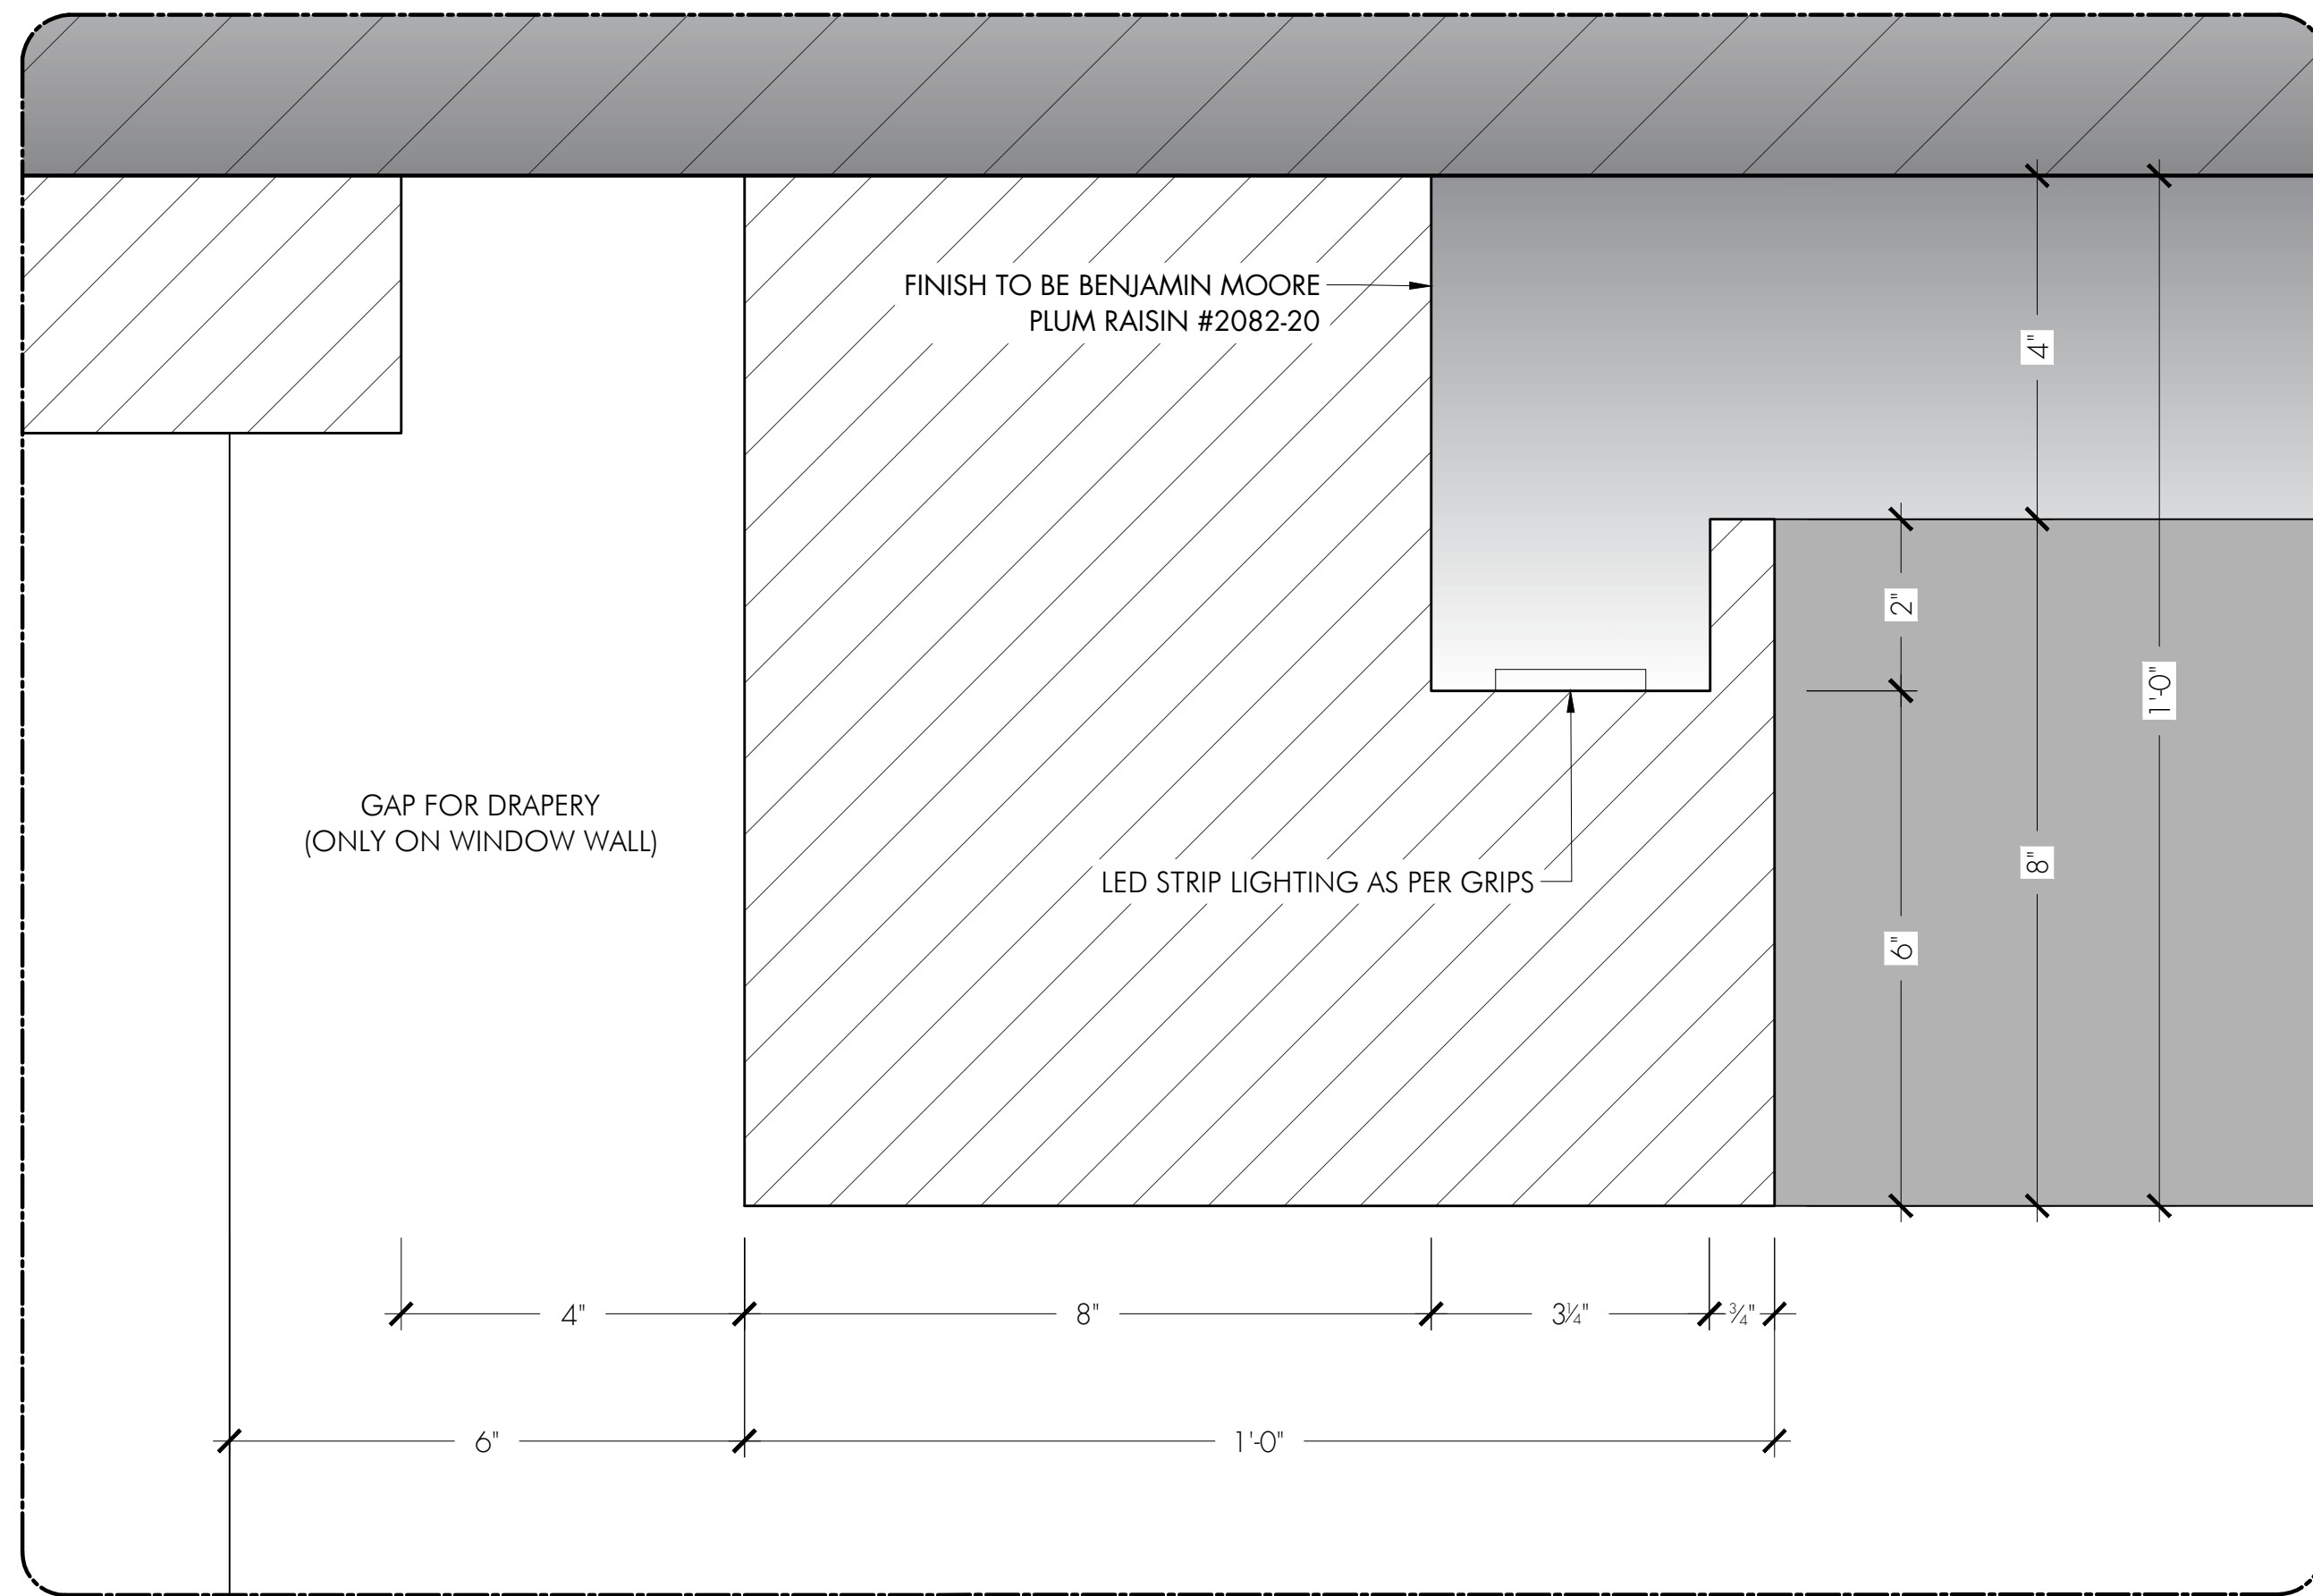 FINISH TO BE BENJAMIN MOORE
PLUM RAISIN #2082-20
4"
2"
1'-0"
GAP FOR DRAPERY
(ONLY ON WINDOW WALL)
LED STRIP LIGHTING AS PER GRIPS
8"
6"
4"
8"
3¼"
¾"
6"
1'-0"